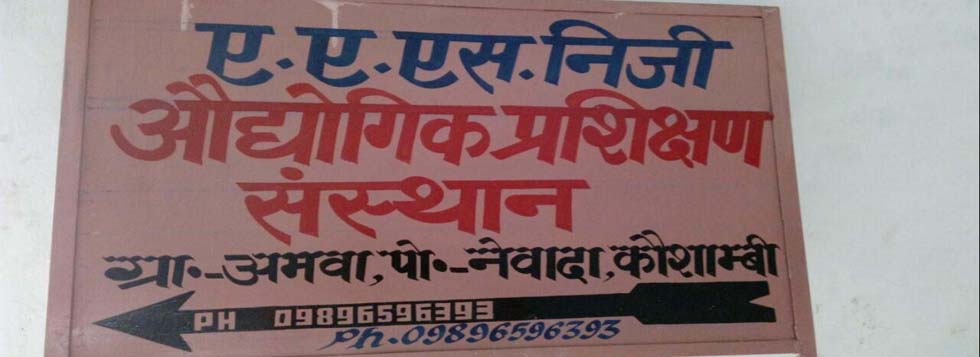 ए.ए.एस.निजी
औद्योगिक प्रशिक्षण
संस्थान
ग्रा॰-अमवा,पो॰-नेवादा,कौशाम्बी
PH 09896596393
Ph.09896596393